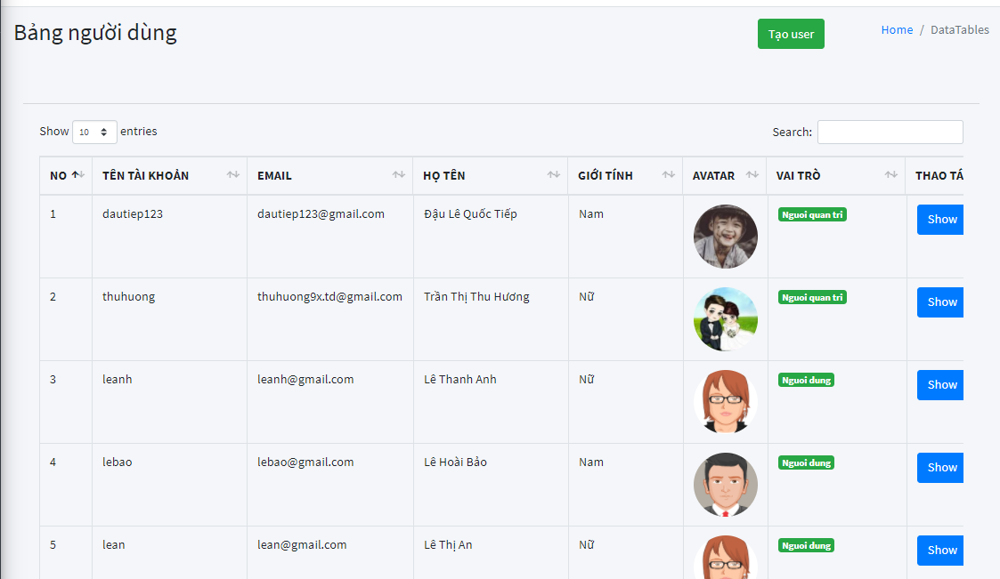 Bảng người dùng
Tạo user
Home / DataTables
Show 10 entries
Search:
NO TÊN TÀI KHOẢN EMAIL HỌ TÊN GIỚI TÍNH AVATAR VAI TRÒ THAO TÁ
1 dautiep123 dautiep123@gmail.com Đậu Lê Quốc Tiếp Nam Nguoi quan tri Show
2 thuhuong thuhuong9x.td@gmail.com Trần Thị Thu Hương Nữ Nguoi quan tri Show
3 leanh leanh@gmail.com Lê Thanh Anh Nữ Nguoi dung Show
4 lebao lebao@gmail.com Lê Hoài Bảo Nam Nguoi dung Show
5 lean lean@gmail.com Lê Thị An Nữ Nguoi dung Show